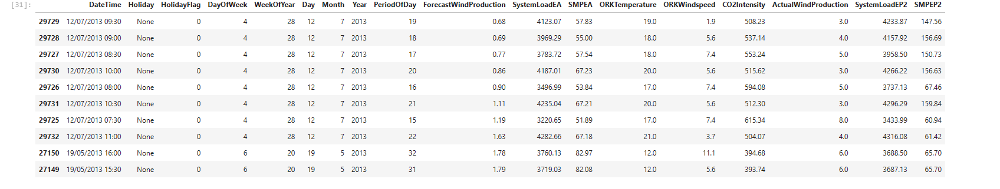 [31]: DateTime Holiday HolidayFlag DayOfWeek WeekOfYear Day Month Year PeriodOfDay ForecastWindProduction SystemLoadEA SMPEA ORKTemperature ORKWindspeed CO2Intensity ActualWindProduction SystemLoadEP2 SMPEP2
29729 12/07/2013 09:30 None 0 4 28 12 7 2013 19 0.68 4123.07 57.83 19.0 1.9 508.23 3.0 4233.87 147.56
29728 12/07/2013 09:00 None 0 4 28 12 7 2013 18 0.69 3969.29 55.00 18.0 5.6 537.14 4.0 4157.92 156.69
29727 12/07/2013 08:30 None 0 4 28 12 7 2013 17 0.77 3783.72 57.54 18.0 7.4 553.24 5.0 3958.50 150.73
29730 12/07/2013 10:00 None 0 4 28 12 7 2013 20 0.86 4187.01 67.23 20.0 5.6 515.62 3.0 4266.22 156.63
29726 12/07/2013 08:00 None 0 4 28 12 7 2013 16 0.90 3496.99 53.84 17.0 7.4 594.08 5.0 3737.13 67.46
29731 12/07/2013 10:30 None 0 4 28 12 7 2013 21 1.11 4235.04 67.21 20.0 5.6 512.30 3.0 4296.29 159.84
29725 12/07/2013 07:30 None 0 4 28 12 7 2013 15 1.19 3220.65 51.89 17.0 7.4 615.34 8.0 3433.99 60.94
29732 12/07/2013 11:00 None 0 4 28 12 7 2013 22 1.63 4282.66 67.18 21.0 3.7 504.07 4.0 4316.08 61.42
27150 19/05/2013 16:00 None 0 6 20 19 5 2013 32 1.78 3760.13 82.97 12.0 11.1 394.68 6.0 3688.50 65.70
27149 19/05/2013 15:30 None 0 6 20 19 5 2013 31 1.79 3719.03 82.08 12.0 5.6 393.74 6.0 3687.13 65.70